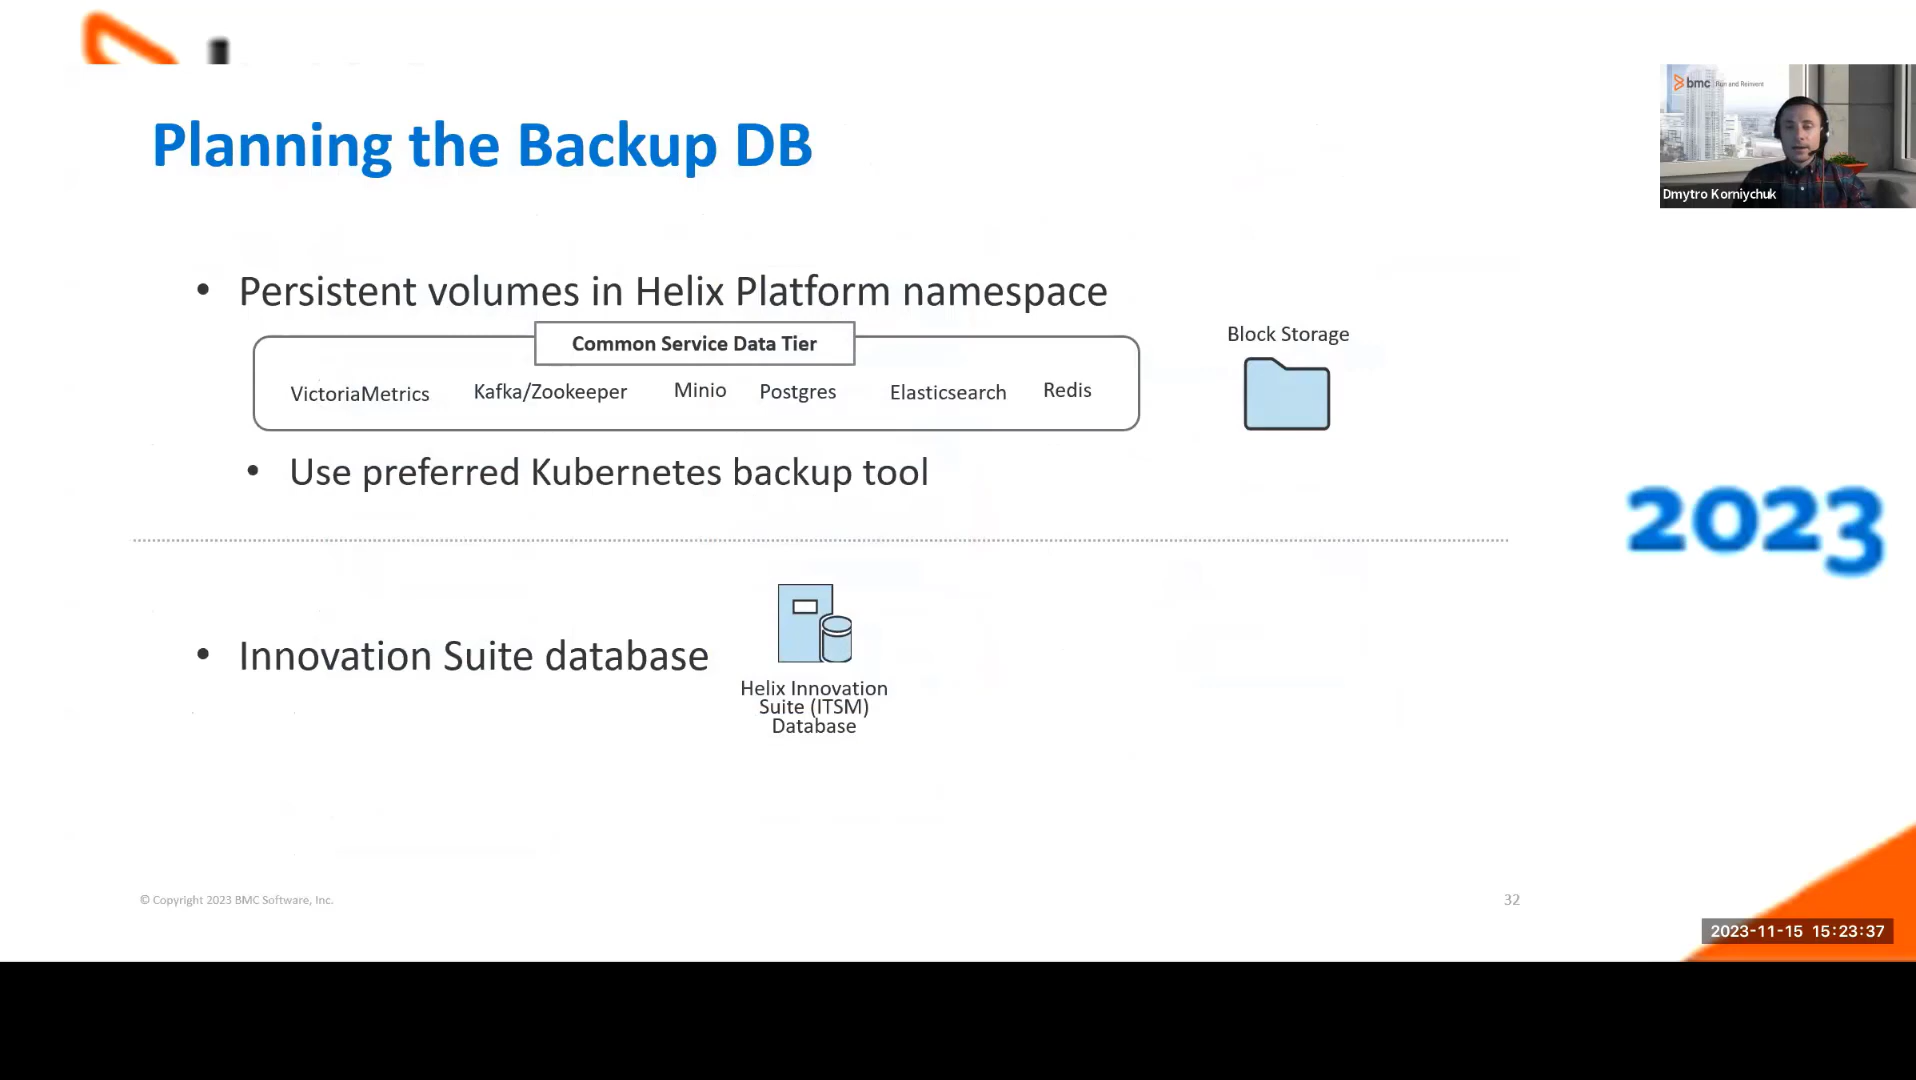 Planning the Backup DB
bmc Run and Reinvent
Dmytro Korniychuk
• Persistent volumes in Helix Platform namespace
Common Service Data Tier
Block Storage
VictoriaMetrics Kafka/Zookeeper Minio Postgres Elasticsearch Redis
• Use preferred Kubernetes backup tool
2023
• Innovation Suite database
Helix Innovation
Suite (ITSM)
Database
© Copyright 2023 BMC Software, Inc.
32
2023-11-15 15:23:37